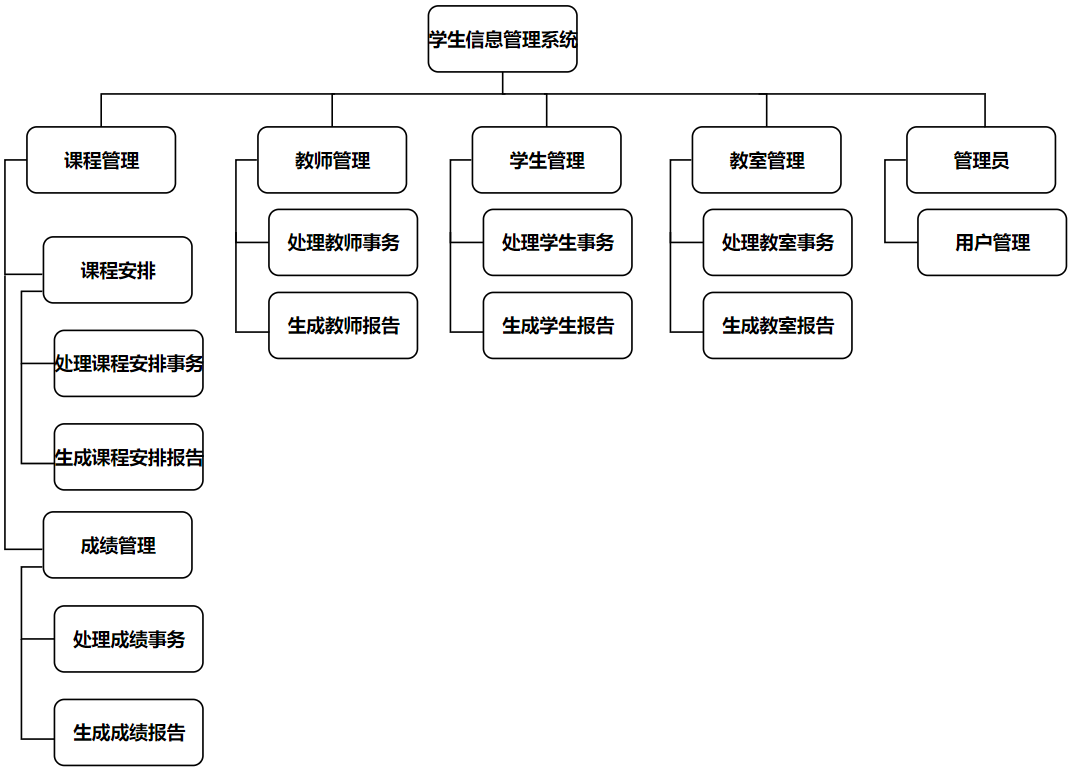 学生信息管理系统
课程管理
教师管理
学生管理
教室管理
管理员
处理教师事务
处理学生事务
处理教室事务
用户管理
课程安排
生成教师报告
生成学生报告
生成教室报告
处理课程安排事务
生成课程安排报告
成绩管理
处理成绩事务
生成成绩报告